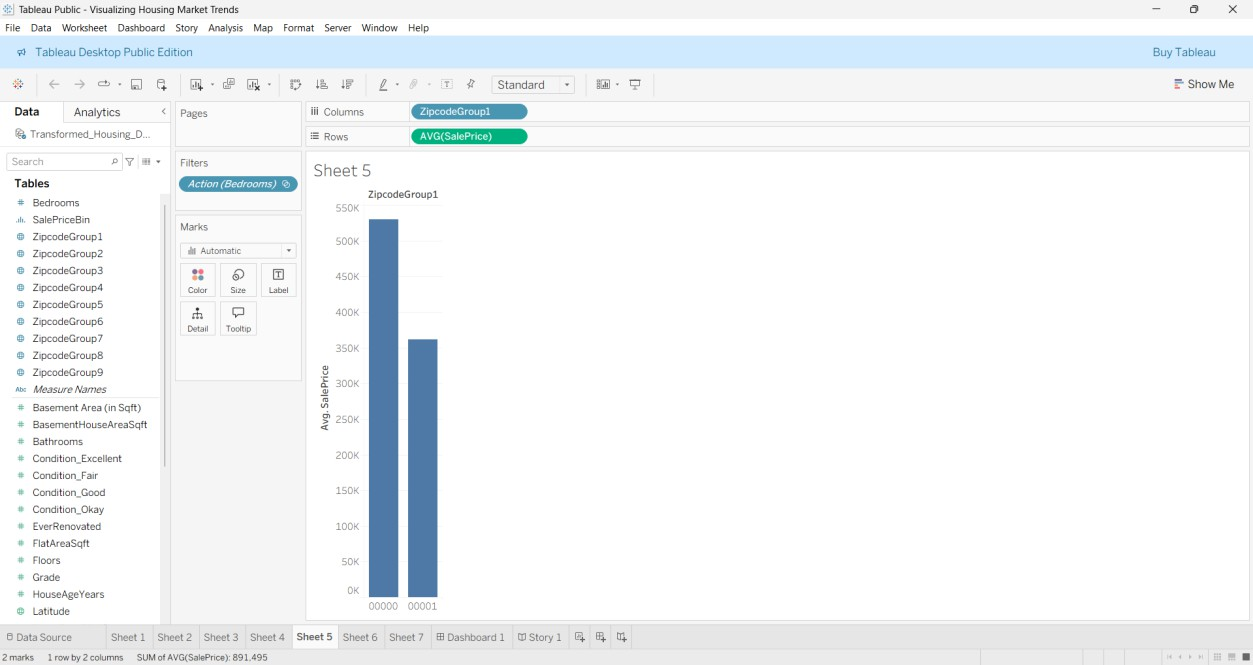 Tableau Public - Visualizing Housing Market Trends
File Data Worksheet Dashboard Story Analysis Map Format Server Window Help
Tableau Desktop Public Edition
Buy Tableau
Standard
Show Me
Data Analytics
Transformed_Housing_D...
Search
Tables
Bedrooms
SalePriceBin
ZipcodeGroup1
ZipcodeGroup2
ZipcodeGroup3
ZipcodeGroup4
ZipcodeGroup5
ZipcodeGroup6
ZipcodeGroup7
ZipcodeGroup8
ZipcodeGroup9
Abc Measure Names
Basement Area (in Sqft)
BasementHouseAreaSqft
Bathrooms
Condition_Excellent
Condition_Fair
Condition_Good
Condition_Okay
EverRenovated
FlatAreaSqft
Floors
Grade
HouseAgeYears
Latitude
Pages
Filters
Action (Bedrooms)
Marks
Automatic
Color Size Label
Detail Tooltip
Columns ZipcodeGroup1
Rows AVG(SalePrice)
Sheet 5
ZipcodeGroup1
550K
500K
450K
400K
350K
300K
250K
200K
150K
100K
50K
0K
Avg. SalePrice
00000 00001
Data Source Sheet 1 Sheet 2 Sheet 3 Sheet 4 Sheet 5 Sheet 6 Sheet 7 Dashboard 1 Story 1
2 marks 1 row by 2 columns SUM of AVG(SalePrice): 891,495